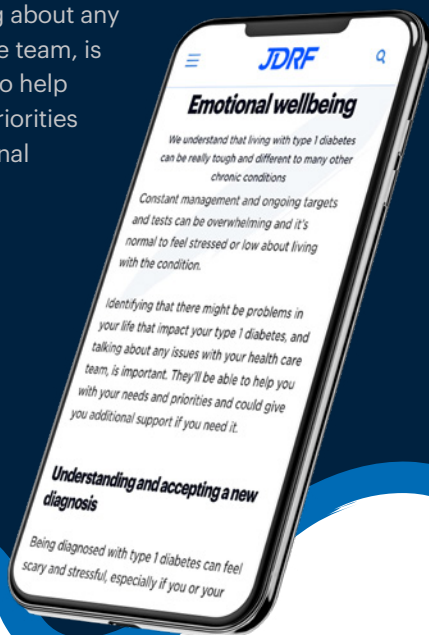 g about any
e team, is
o help
riorities
nal
JDRF
Emotional wellbeing
We understand that living with type 1 diabetes
can be really tough and different to many other
chronic conditions
Constant management and ongoing targets
and tests can be overwhelming and it's
normal to feel stressed or low about living
with the condition.
Identifying that there might be problems in
your life that impact your type 1 diabetes, and
talking about any issues with your health care
team, is important. They'll be able to help you
with your needs and priorities and could give
you additional support if you need it.
Understanding and accepting a new
diagnosis
Being diagnosed with type 1 diabetes can feel
scary and stressful, especially if you or your